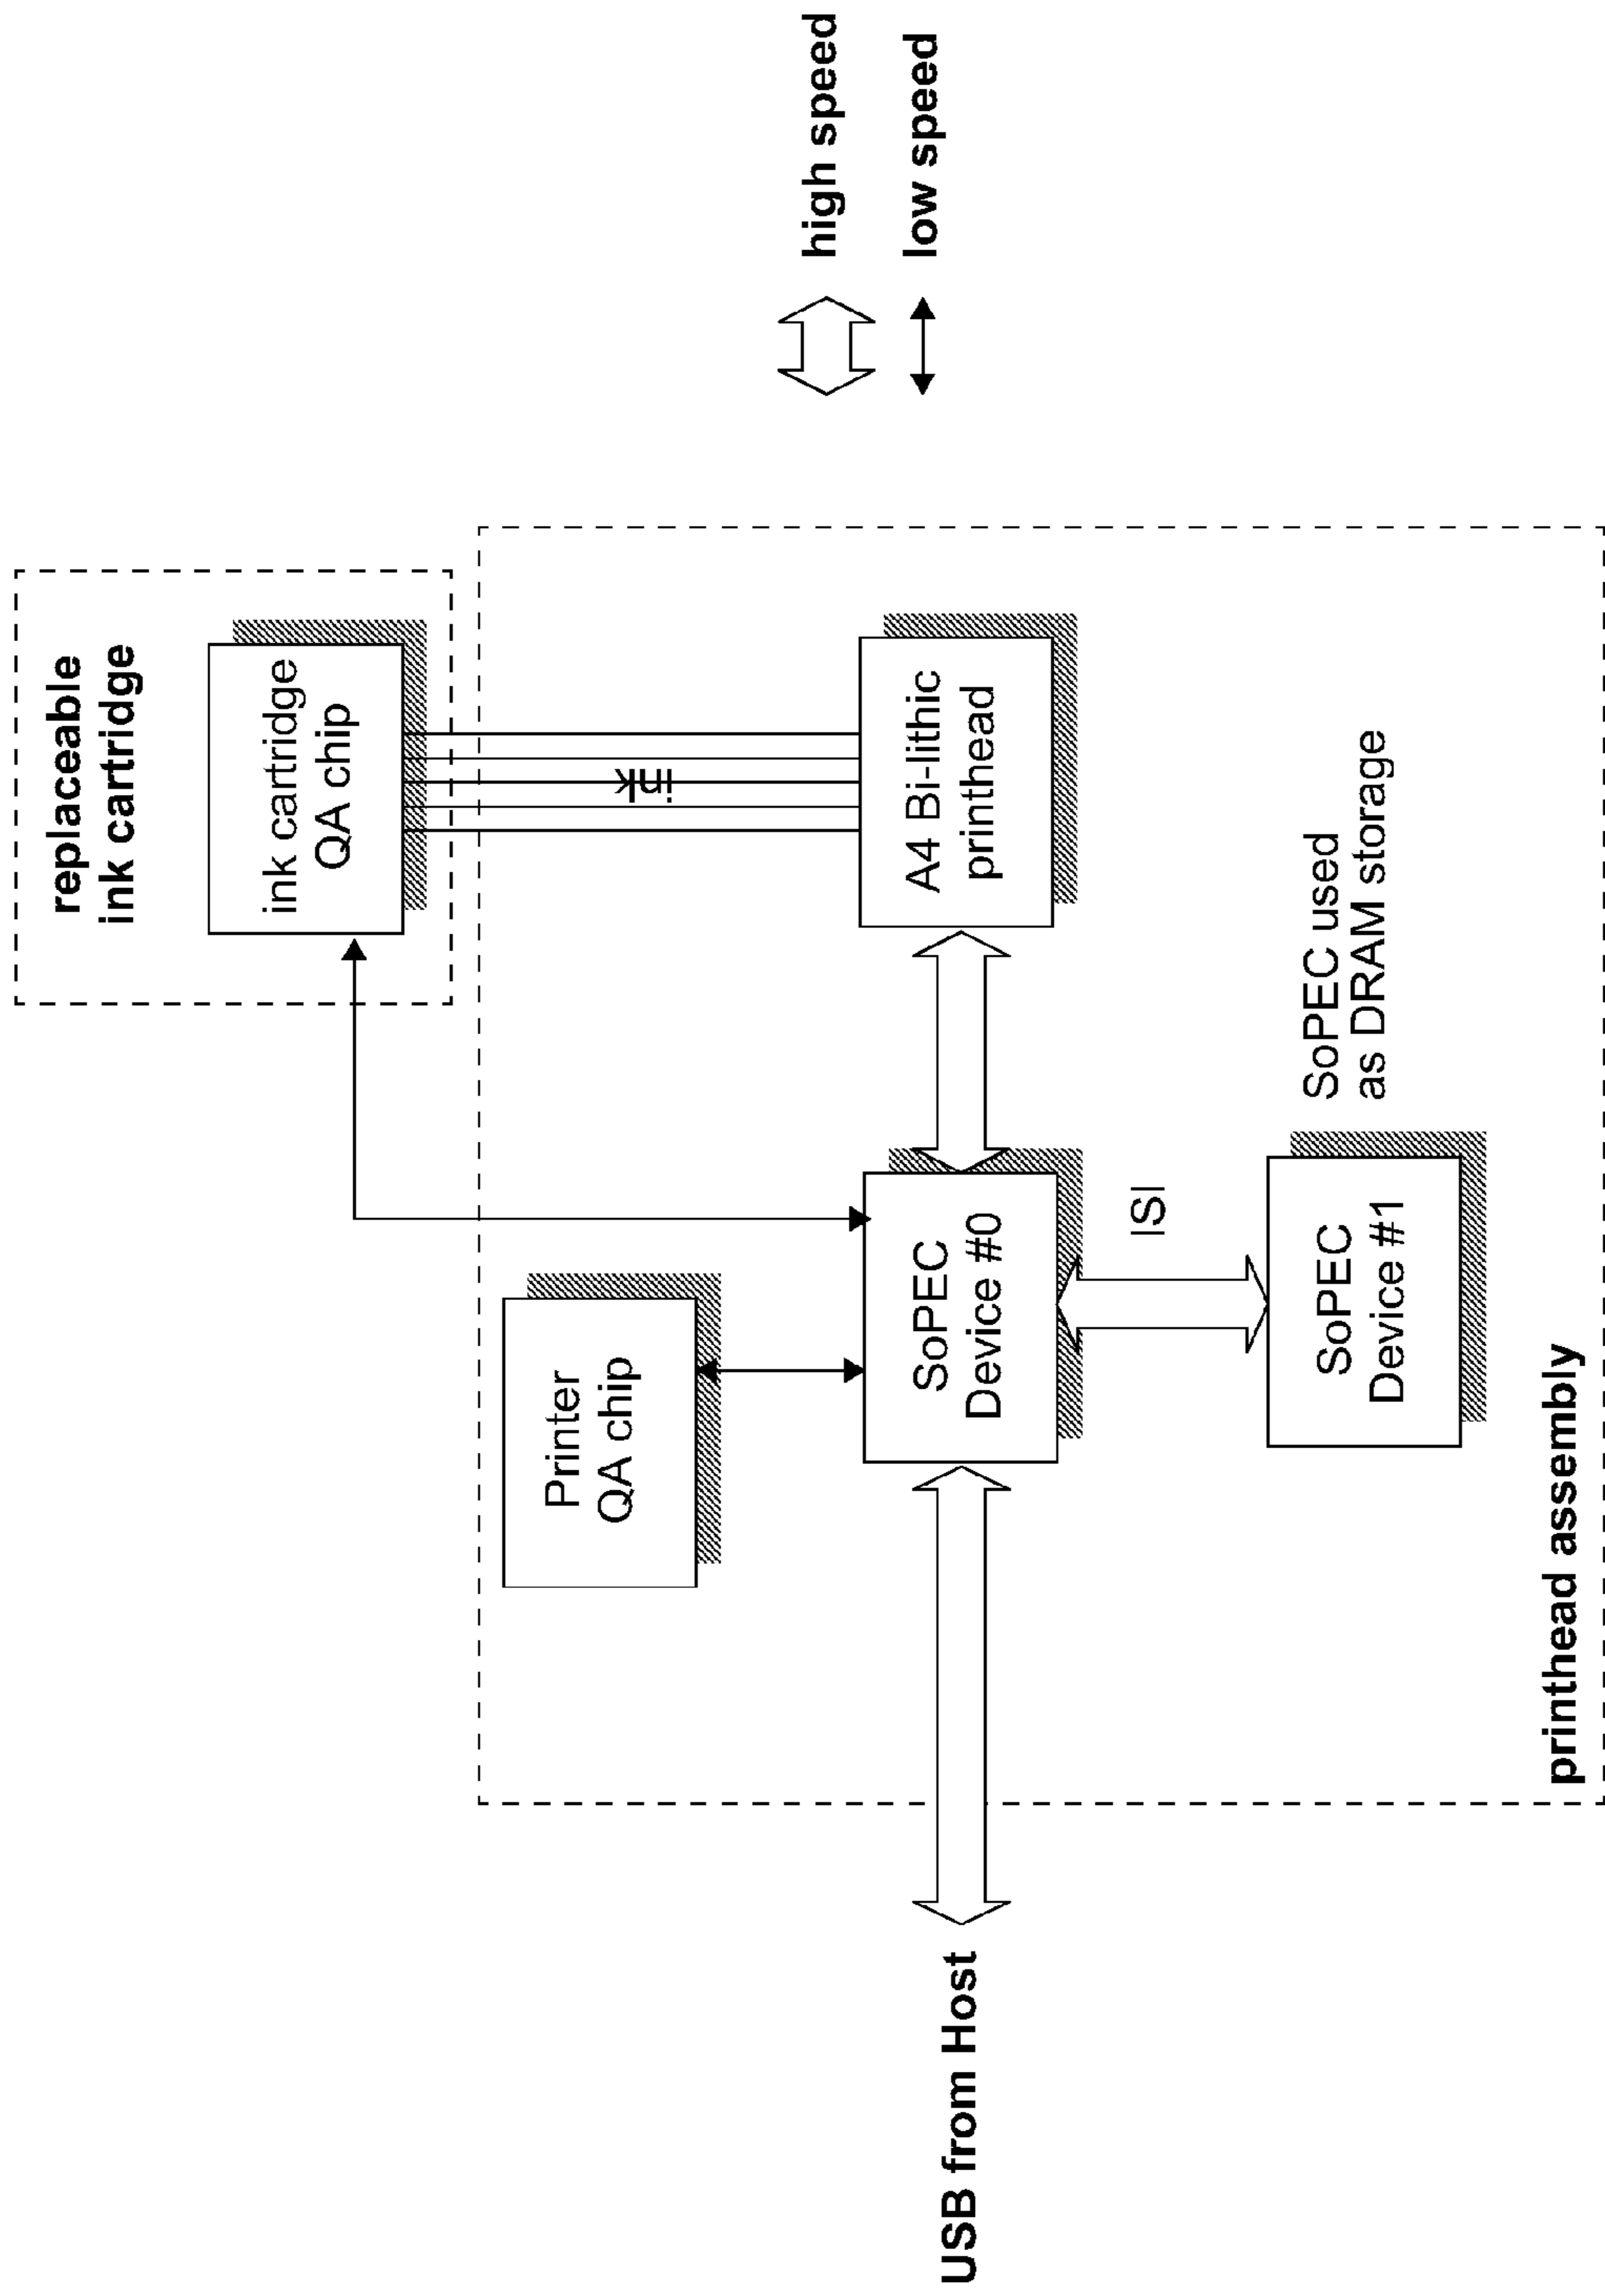 replaceable
ink cartridge
ink cartridge
QA chip
Printer
QA chip
ink
high speed
low speed
USB from Host
SoPEC
Device #0
A4 Bi-lithic
printhead
ISI
SoPEC
Device #1
SoPEC used
as DRAM storage
printhead assembly